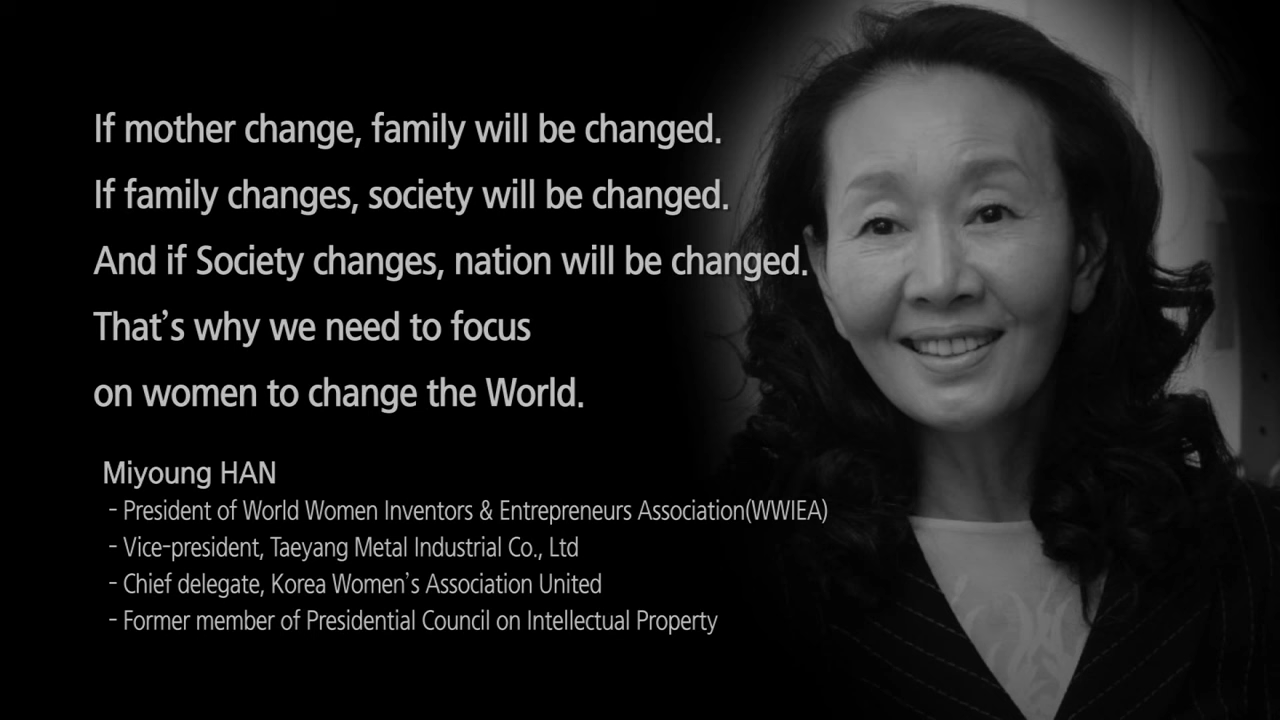 If mother change, family will be changed.
If family changes, society will be changed.
And if Society changes, nation will be changed.
That's why we need to focus
on women to change the World.
Miyoung HAN
- President of World Women Inventors & Entrepreneurs Association(WWIEA)
- Vice-president, Taeyang Metal Industrial Co., Ltd
- Chief delegate, Korea Women's Association United
- Former member of Presidential Council on Intellectual Property